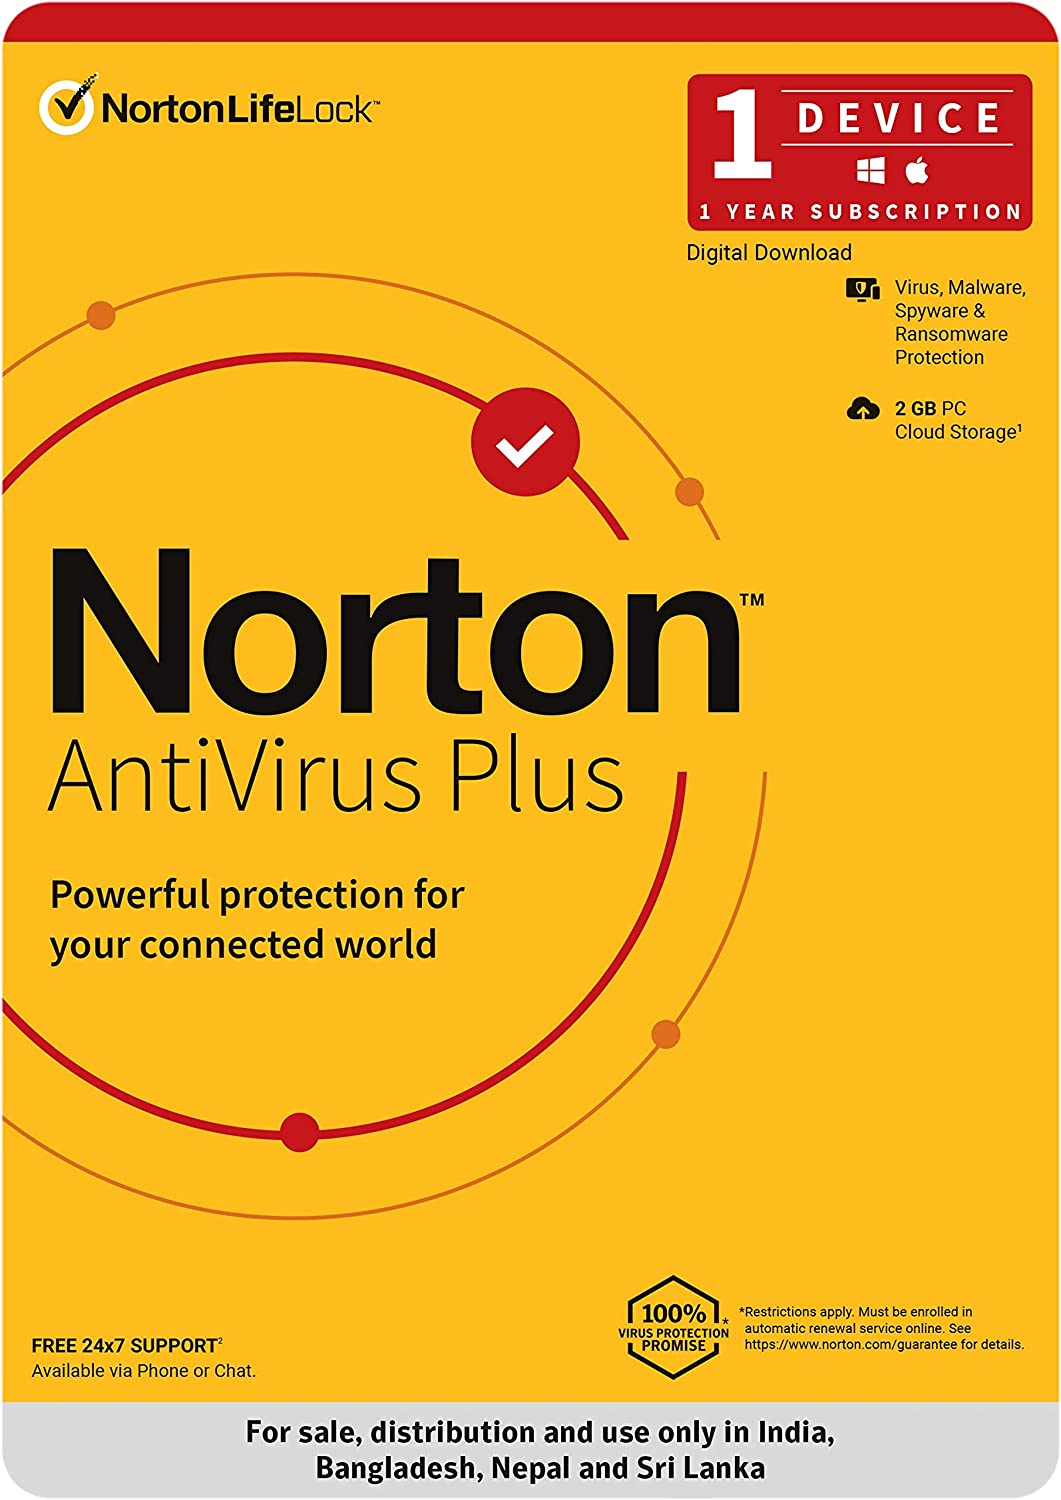 NortonLifeLock™
1 DEVICE
1 YEAR SUBSCRIPTION
Digital Download
Virus, Malware,
Spyware &
Ransomware
Protection
2 GB PC
Cloud Storage¹
Norton™
AntiVirus Plus
Powerful protection for
your connected world
FREE 24x7 SUPPORT²
Available via Phone or Chat.
100%
VIRUS PROTECTION
PROMISE
*
*Restrictions apply. Must be enrolled in
automatic renewal service online. See
https://www.norton.com/guarantee for details.
For sale, distribution and use only in India,
Bangladesh, Nepal and Sri Lanka